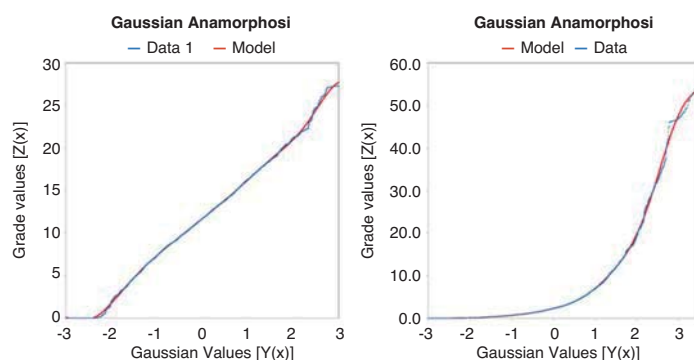 Gaussian Anamorphosi
Data 1 Model
Grade values [Z(x)]
30
25
20
15
10
5
0
-3 -2 -1 0 1 2 3
Gaussian Values [Y(x)]
Gaussian Anamorphosi
Model Data
Grade values [Z(x)]
60.0
50.0
40.0
30.0
20.0
10.0
0.0
-3 -2 -1 0 1 2 3
Gaussian Values [Y(x)]